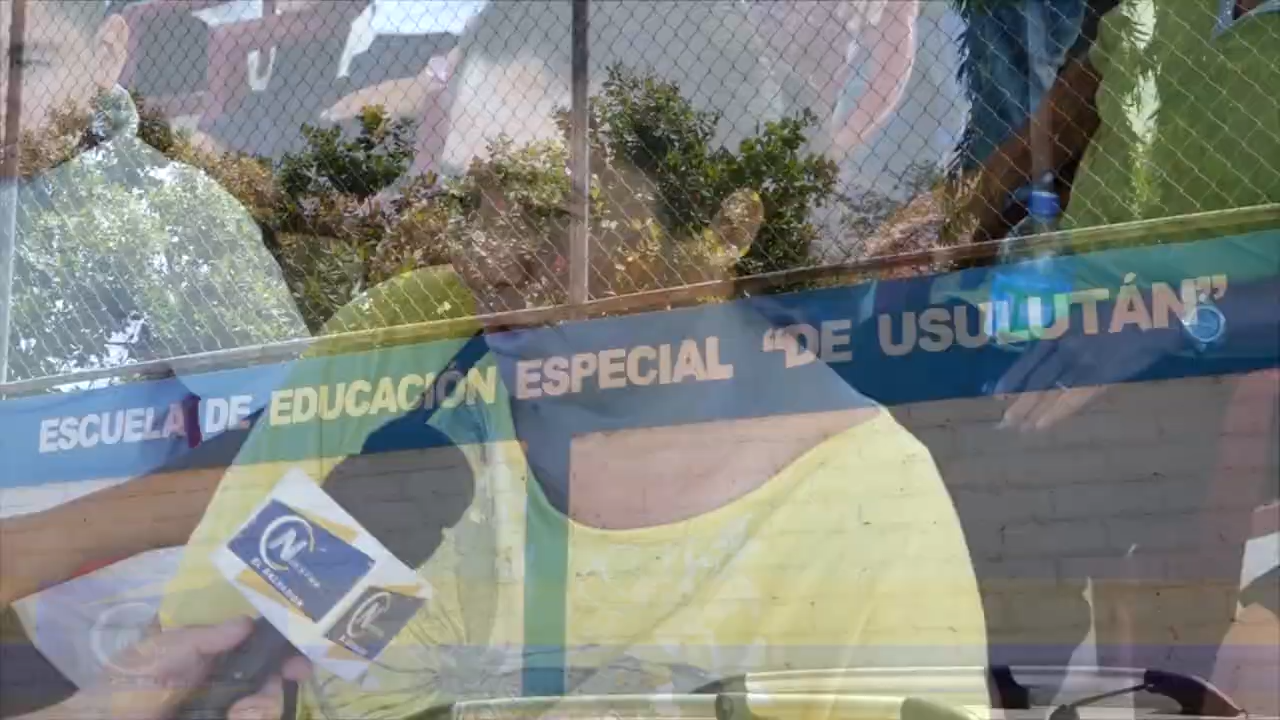 ESCUELA DE EDUCACIÓN ESPECIAL “DE USULUTÁN”
N
EL SALVADOR